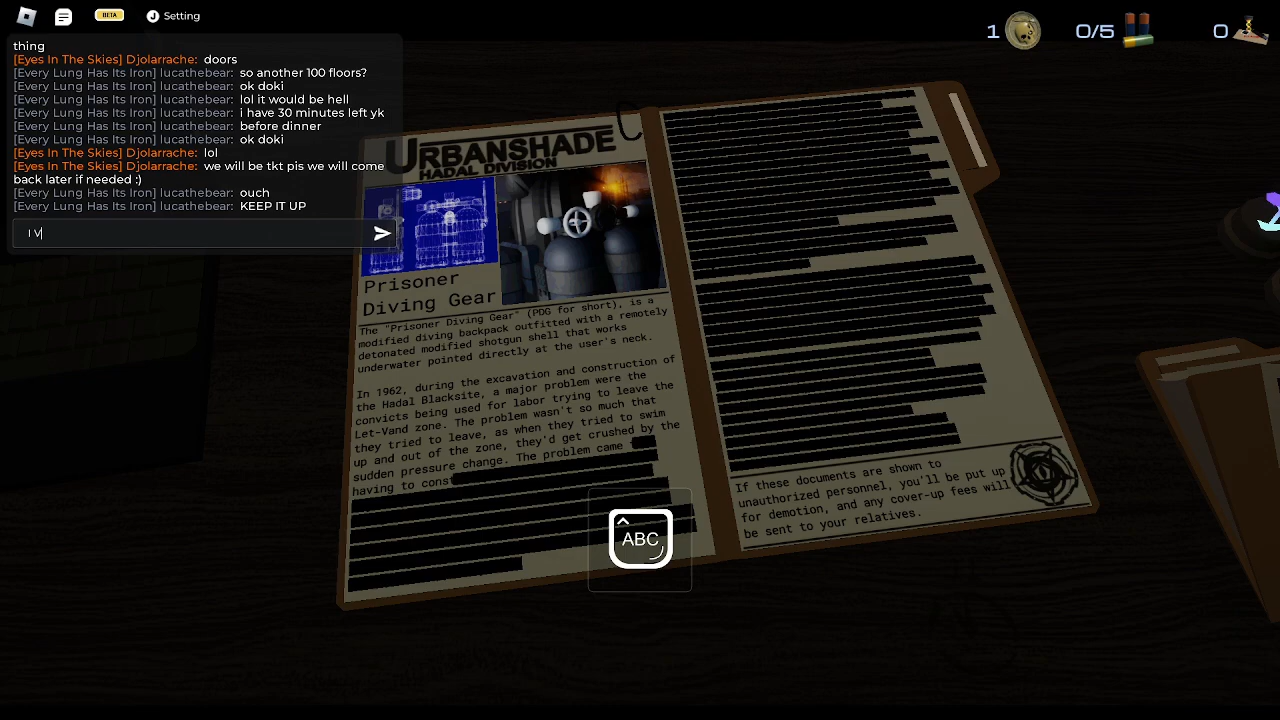 BETA
J Setting
1
0/5
0
thing
[Eyes In The Skies] Djolarrache: doors
[Every Lung Has Its Iron] lucathebear: so another 100 floors?
[Every Lung Has Its Iron] lucathebear: ok doki
[Every Lung Has Its Iron] lucathebear: lol it would be hell
[Every Lung Has Its Iron] lucathebear: i have 30 minutes left yk
[Every Lung Has Its Iron] lucathebear: before dinner
[Every Lung Has Its Iron] lucathebear: ok doki
[Eyes In The Skies] Djolarrache: lol
[Eyes In The Skies] Djolarrache: we will be tkt pis we will come
back later if needed :)
[Every Lung Has Its Iron] lucathebear: ouch
[Every Lung Has Its Iron] lucathebear: KEEP IT UP
I V
URBANSHADE
HADAL DIVISION
Prisoner
Diving Gear
The "Prisoner Diving Gear" (PDG for short), is a
modified diving backpack outfitted with a remotely
detonated modified shotgun shell that works
underwater pointed directly at the user's neck.
In 1962, during the excavation and construction of
the Hadal Blacksite, a major problem were the
convicts being used for labor trying to leave the
Let-Vand zone. The problem wasn't so much that
they tried to leave, as when they tried to swim
up and out of the zone, they'd get crushed by the
sudden pressure change. The problem came
having to cons
If these documents are shown to
unauthorized personnel, you'll be put up
for demotion, and any cover-up fees will
be sent to your relatives.
ABC